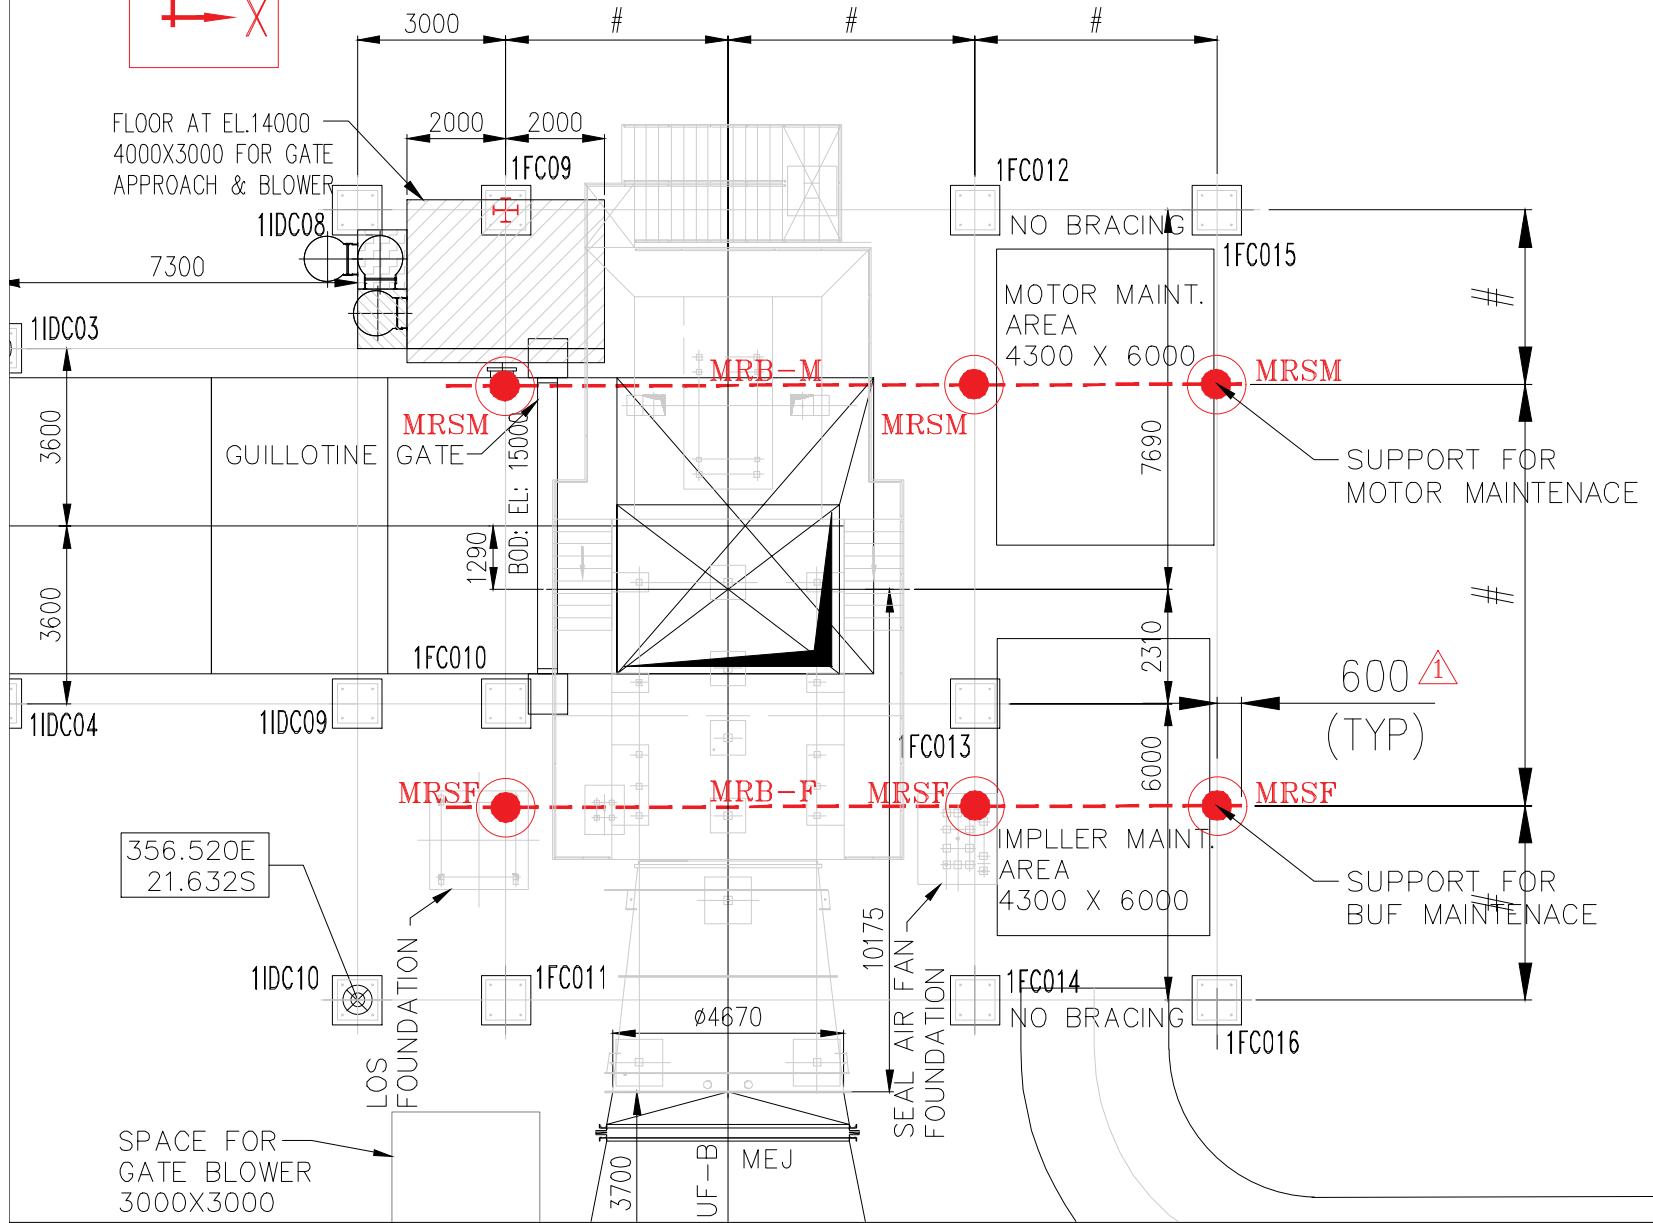 X
3000
#
#
#
FLOOR AT EL.14000
4000X3000 FOR GATE
APPROACH & BLOWER
2000
2000
1FC09
1FC012
NO BRACING
1IDC08
1FC015
7300
MOTOR MAINT.
AREA
4300 X 6000
1IDC03
MRB-M
MRSM
MRSM
MRSM
3600
GUILLOTINE GATE
BOD: EL: 15000
7690
SUPPORT FOR
MOTOR MAINTENACE
#
#
1290
3600
2310
1FC010
600
1
(TYP)
1IDC04
1IDC09
1FC013
6000
MRSF
MRB-F
MRSF
MRSF
IMPLLER MAINT.
AREA
4300 X 6000
356.520E
21.632S
SUPPORT FOR
BUF MAINTENACE
#
10175
1IDC10
1FC011
1FC014
NO BRACING
1FC016
LOS
FOUNDATION
SEAL AIR FAN
FOUNDATION
ø4670
SPACE FOR
GATE BLOWER
3000X3000
3700
UF-B
MEJ